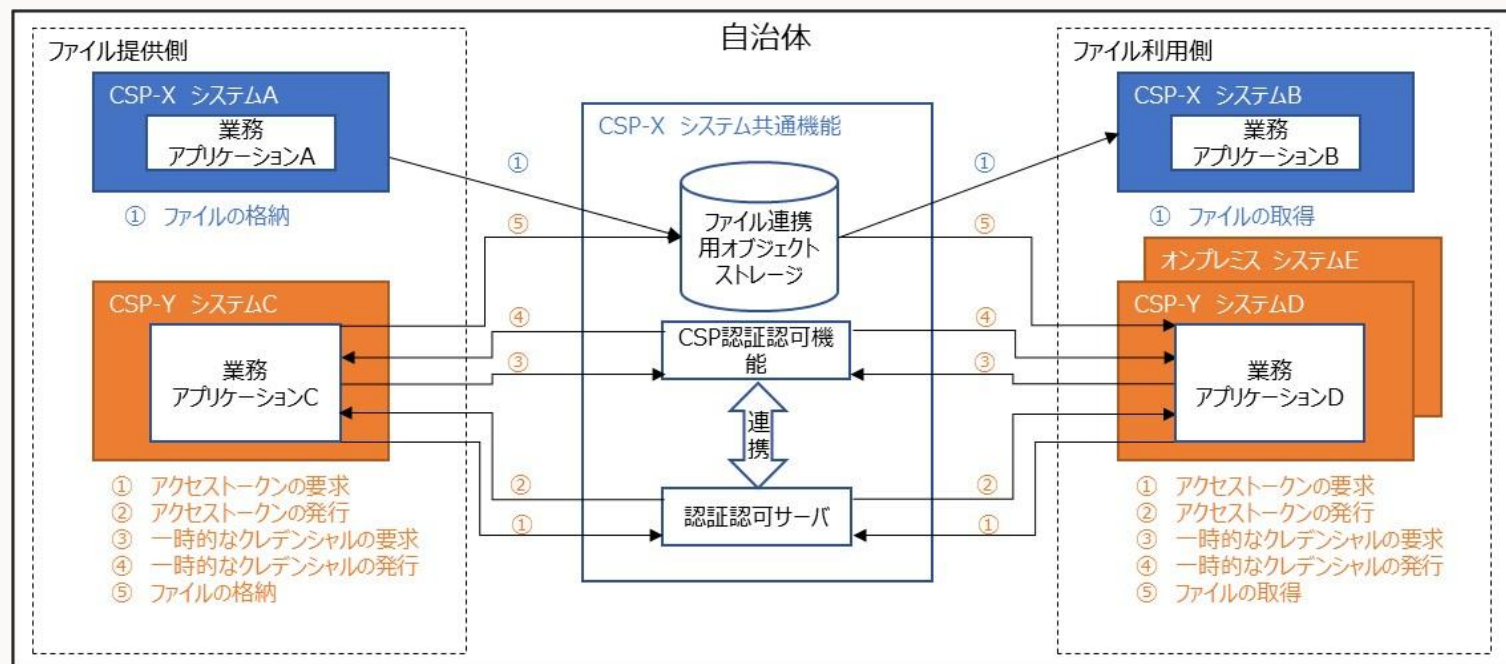 自治体
ファイル提供側
CSP-X システムA
業務
アプリケーションA
① ファイルの格納
CSP-Y システムC
業務
アプリケーションC
① アクセストークンの要求
② アクセストークンの発行
③ 一時的なクレデンシャルの要求
④ 一時的なクレデンシャルの発行
⑤ ファイルの格納
①
⑤
④
③
②
①
CSP-X システム共通機能
ファイル連携
用オブジェクト
ストレージ
CSP認証認可機
能
連
携
認証認可サーバ
①
⑤
④
③
②
①
ファイル利用側
CSP-X システムB
業務
アプリケーションB
① ファイルの取得
オンプレミス システムE
CSP-Y システムD
業務
アプリケーションD
① アクセストークンの要求
② アクセストークンの発行
③ 一時的なクレデンシャルの要求
④ 一時的なクレデンシャルの発行
⑤ ファイルの取得